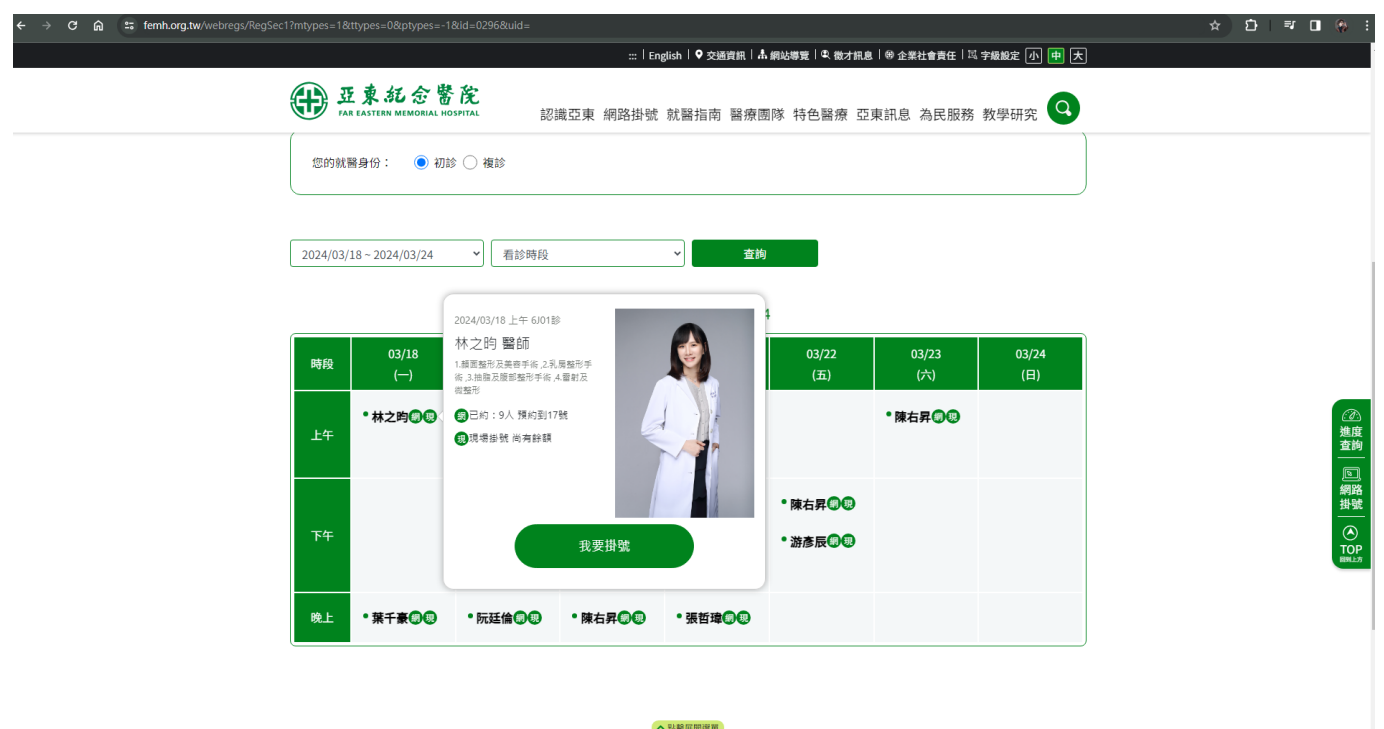 femh.org.tw/webregs/RegSec1?mtypes=1&ttypes=0&ptypes=-1&id=0296&uid=
::: | English | 交通資訊 | 網站導覽 | 徵才訊息 | 企業社會責任 | 字級設定 小 中 大
亞東紀念醫院
FAR EASTERN MEMORIAL HOSPITAL
認識亞東 網路掛號 就醫指南 醫療團隊 特色醫療 亞東訊息 為民服務 教學研究
您的就醫身份： 初診 複診
2024/03/18 ~ 2024/03/24 看診時段 查詢
4
2024/03/18 上午 6J01診
林之昀 醫師
1.顏面整形及美容手術 ,2.乳房整形手
術 ,3.抽脂及腹部整形手術 ,4.雷射及
微整形
網已約：9人 預約到17號
現現場掛號 尚有餘額
我要掛號
時段 03/18 03/22 03/23 03/24
(一) (五) (六) (日)
上午 林之昀網現 陳右昇網現
下午 陳右昇網現
游彥辰網現
晚上 葉千豪網現 阮廷倫網現 陳右昇網現 張哲瑋網現
進度
查詢
網路
掛號
TOP
回到上方